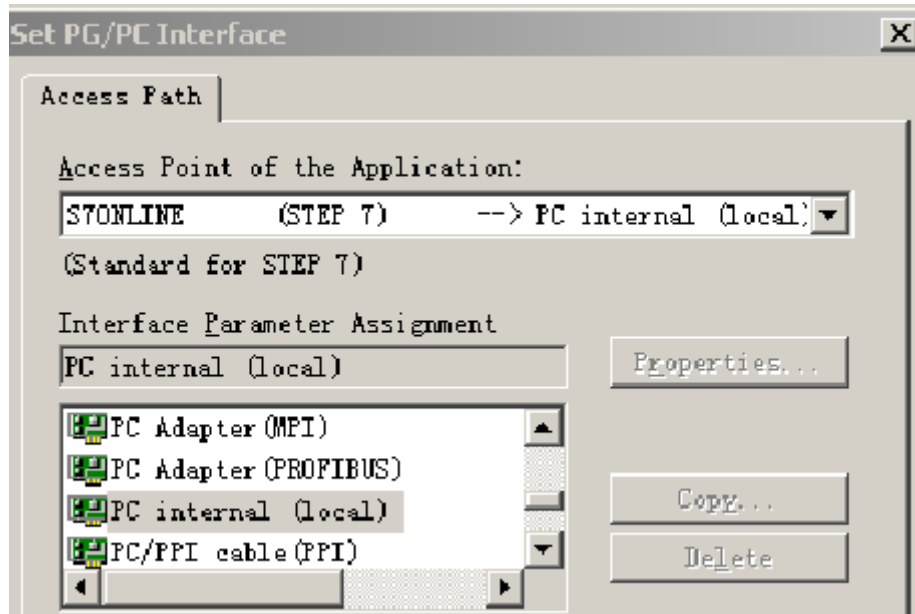 Set PG/PC Interface
Access Path
Access Point of the Application:
S7ONLINE (STEP 7) --> PC internal (local)
(Standard for STEP 7)
Interface Parameter Assignment
PC internal (local)
Properties...
PC Adapter(MPI)
PC Adapter(PROFIBUS)
PC internal (local)
Copy...
PC/PPI cable(PPI)
Delete